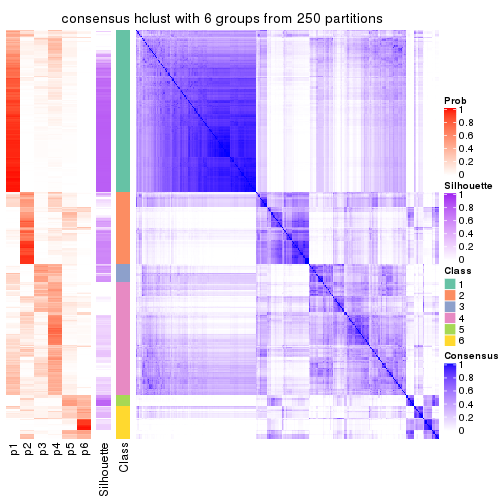 consensus hclust with 6 groups from 250 partitions
Prob
1
0.8
0.6
0.4
0.2
0
Silhouette
1
0.8
0.6
0.4
0.2
0
Class
1
2
3
4
5
6
Consensus
1
0.8
0.6
0.4
0.2
0
p1
p2
p3
p4
p5
p6
Silhouette
Class